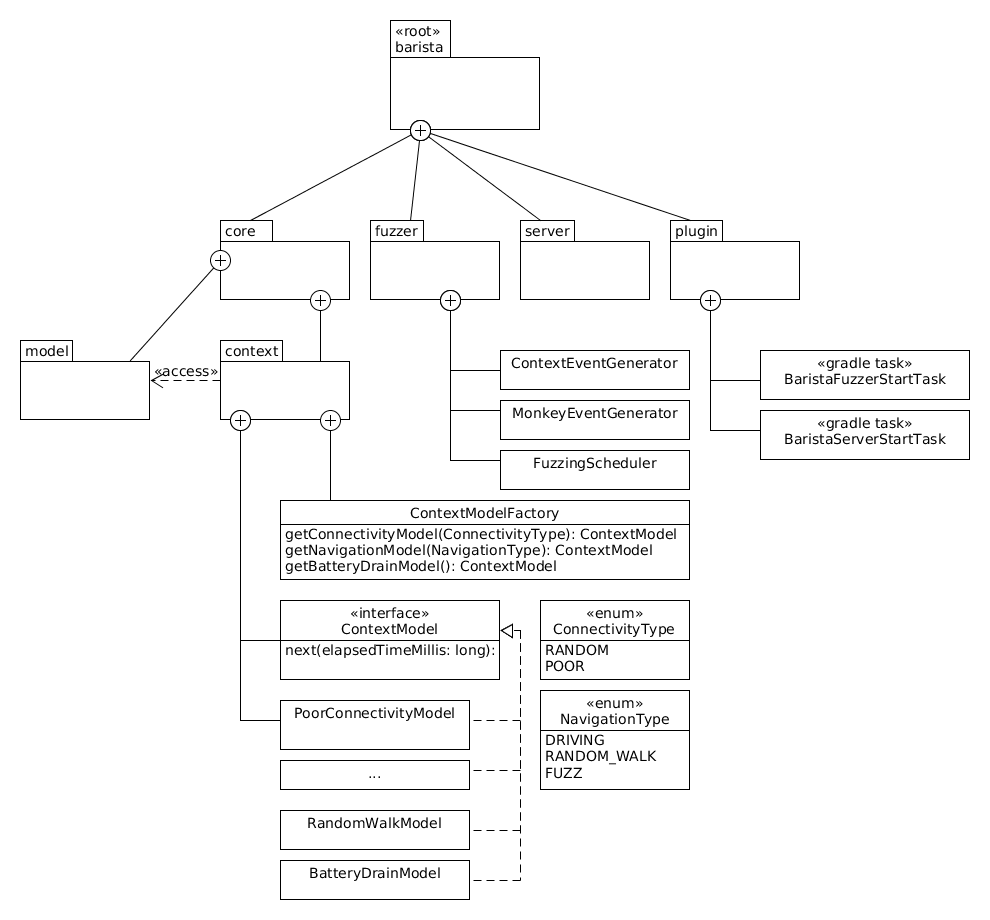 «root»
barista
core
fuzzer
server
plugin
model
«access»
context
ContextEventGenerator
MonkeyEventGenerator
FuzzingScheduler
«gradle task»
BaristaFuzzerStartTask
«gradle task»
BaristaServerStartTask
ContextModelFactory
getConnectivityModel(ConnectivityType): ContextModel
getNavigationModel(NavigationType): ContextModel
getBatteryDrainModel(): ContextModel
«interface»
ContextModel
next(elapsedTimeMillis: long):
«enum»
ConnectivityType
RANDOM
POOR
PoorConnectivityModel
...
RandomWalkModel
BatteryDrainModel
«enum»
NavigationType
DRIVING
RANDOM_WALK
FUZZ